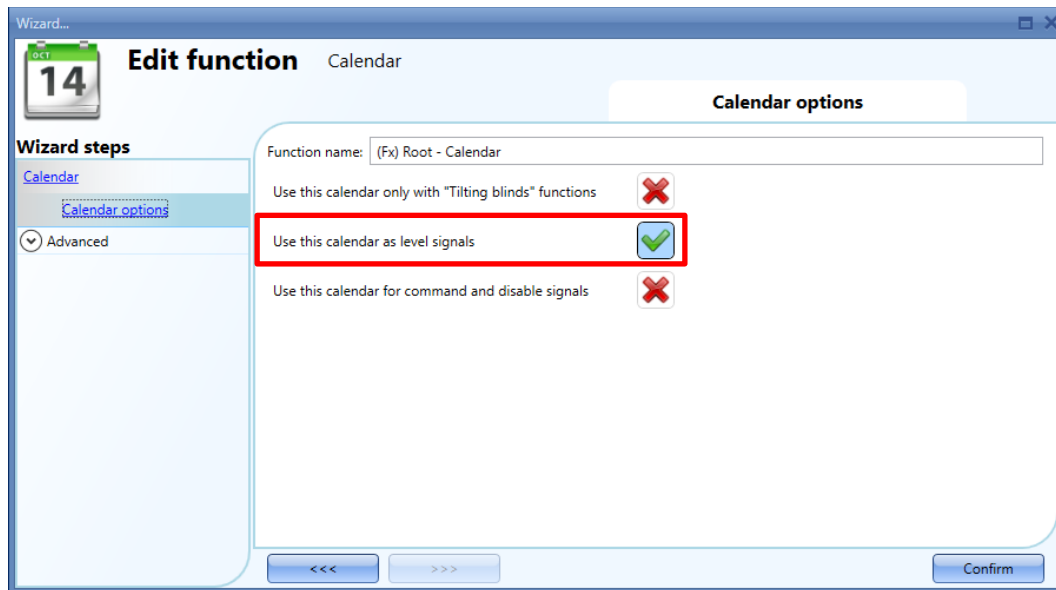 Wizard...
OCT
14
Edit function Calendar
Calendar options
Wizard steps
Calendar
Calendar options
Advanced
Function name: (Fx) Root - Calendar
Use this calendar only with "Tilting blinds" functions
Use this calendar as level signals
Use this calendar for command and disable signals
<<<
>>>
Confirm